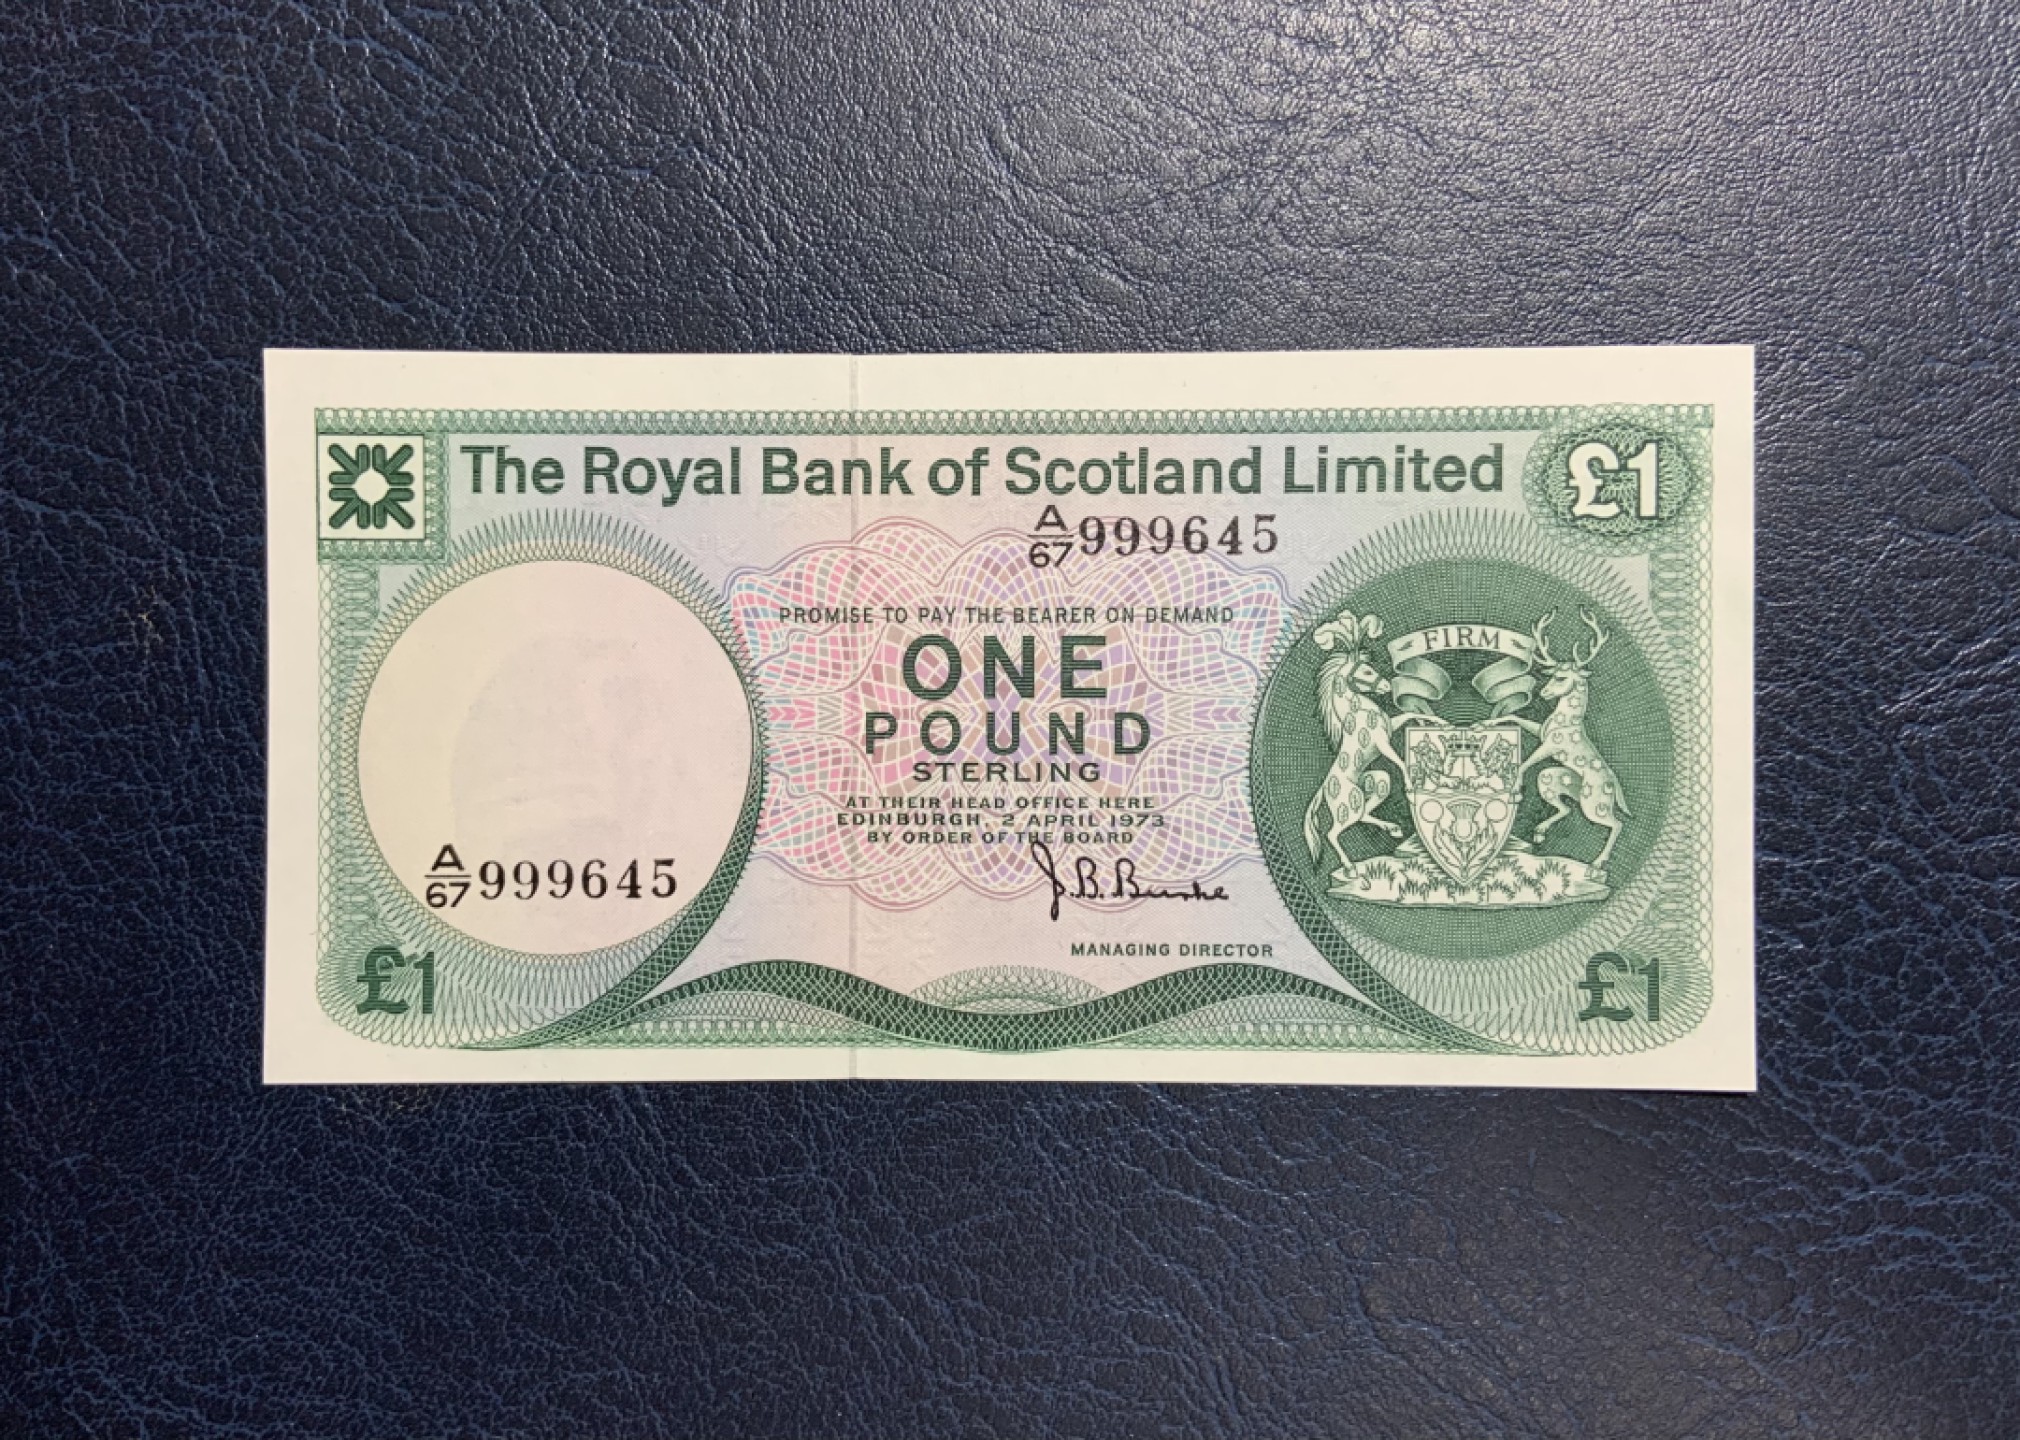 The Royal Bank of Scotland Limited
£1
A/67 999645
PROMISE TO PAY THE BEARER ON DEMAND
ONE
POUND
STERLING
AT THEIR HEAD OFFICE HERE
EDINBURGH, 2 APRIL 1973
BY ORDER OF THE BOARD
J. B. Burke
MANAGING DIRECTOR
FIRM
A/67 999645
£1
£1